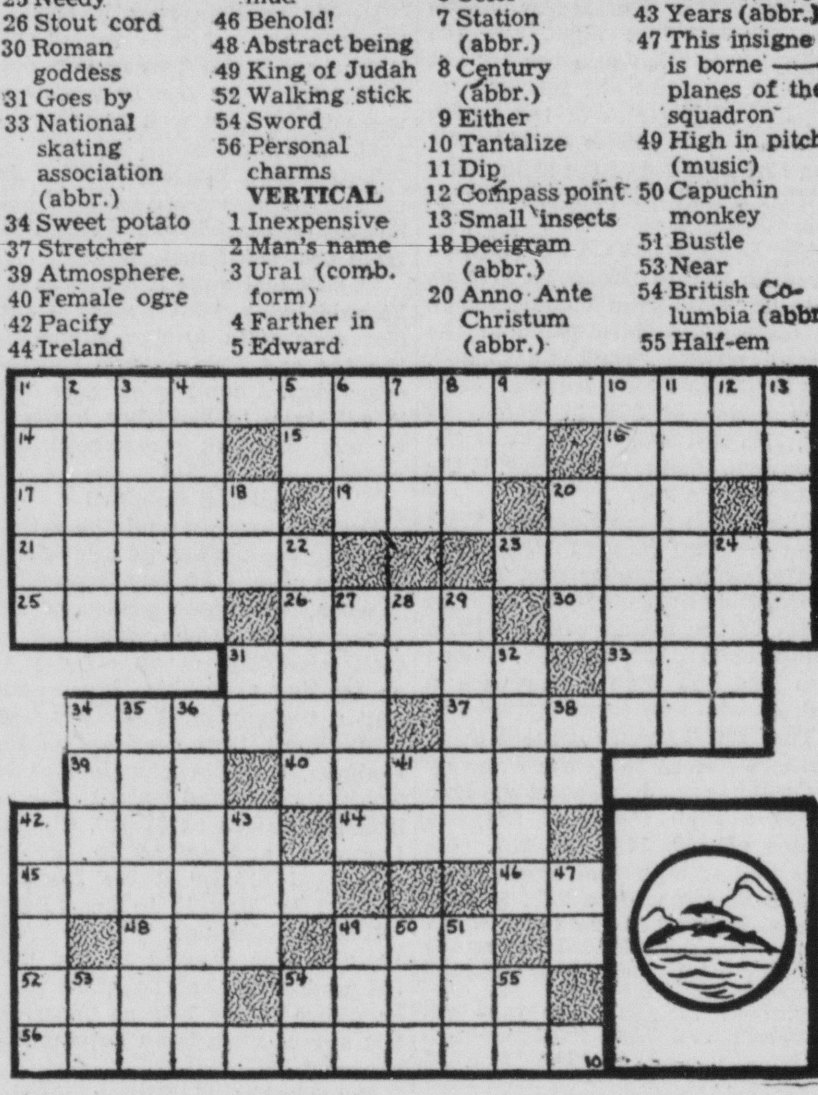 26 Stout cord
30 Roman
goddess
31 Goes by
33 National
skating
association
(abbr.)
34 Sweet potato
37 Stretcher
39 Atmosphere.
40 Female ogre
42 Pacify
44 Ireland
46 Behold!
48 Abstract being
49 King of Judah
52 Walking stick
54 Sword
56 Personal
charms
VERTICAL
1 Inexpensive
2 Man's name
3 Ural (comb.
form)
4 Farther in
5 Edward
7 Station
(abbr.)
8 Century
(abbr.)
9 Either
10 Tantalize
11 Dip
12 Compass point
13 Small insects
18 Decigram
(abbr.)
20 Anno Ante
Christum
(abbr.)
43 Years (abbr.)
47 This insigne
is borne —
planes of the
squadron
49 High in pitch
(music)
50 Capuchin
monkey
51 Bustle
53 Near
54 British Co-
lumbia (abbr
55 Half-em
1 2 3 4 5 6 7 8 9 10 11 12 13
14 15 16
17 18 19 20
21 22 23 24
25 26 27 28 29 30
31 32 33
34 35 36 37 38
39 40 41
42 43 44
45 46 47
48 49 50 51
52 53 54 55
56 10